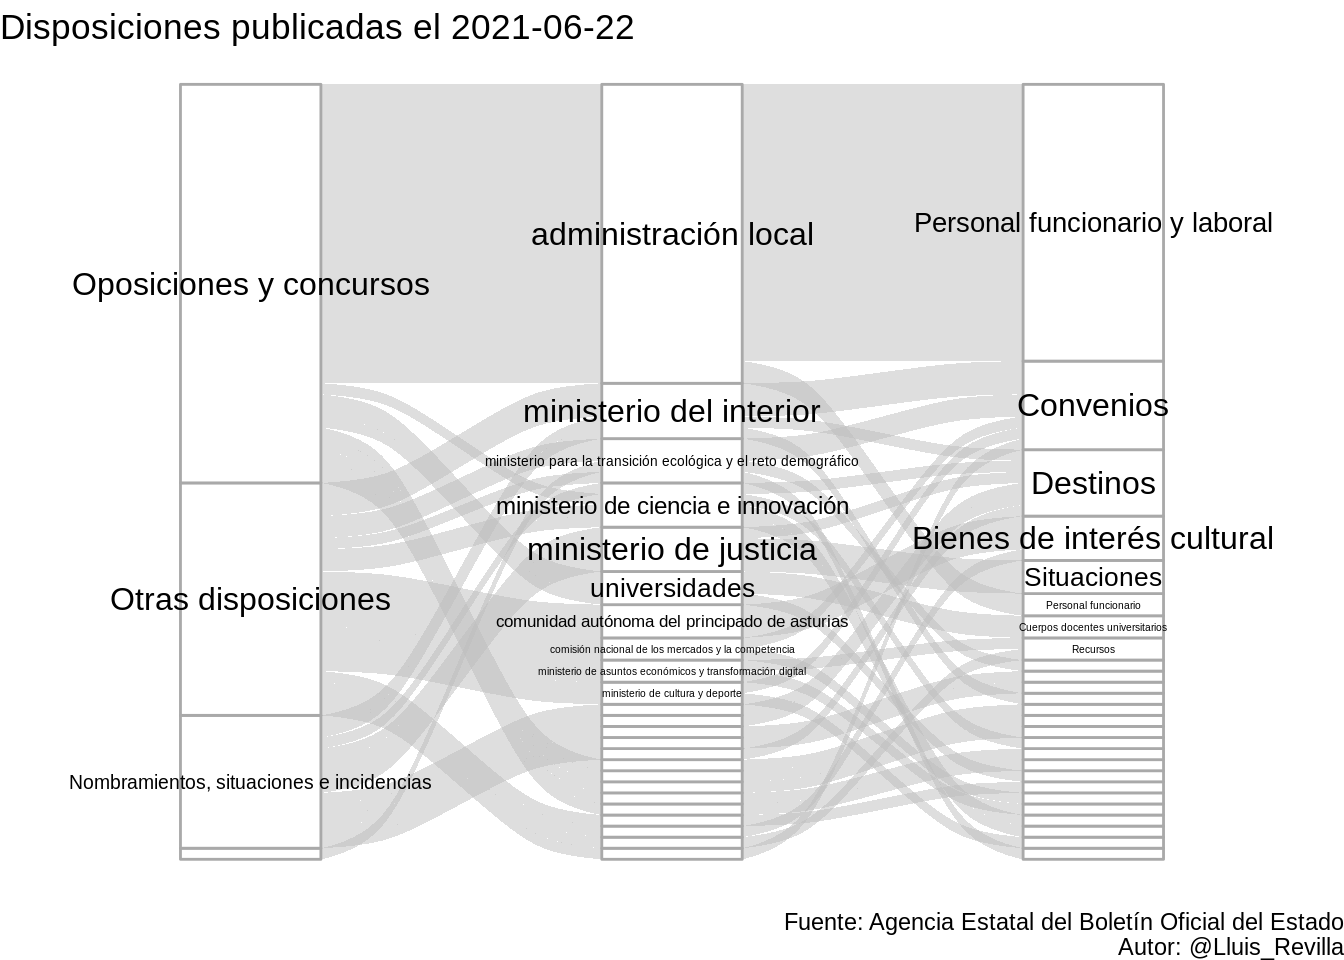 Disposiciones publicadas el 2021-06-22
Oposiciones y concursos
Otras disposiciones
Nombramientos, situaciones e incidencias
administración local
ministerio del interior
ministerio para la transición ecológica y el reto demográfico
ministerio de ciencia e innovación
ministerio de justicia
universidades
comunidad autónoma del principado de asturias
comisión nacional de los mercados y la competencia
ministerio de asuntos económicos y transformación digital
ministerio de cultura y deporte
Personal funcionario y laboral
Convenios
Destinos
Bienes de interés cultural
Situaciones
Personal funcionario
Cuerpos docentes universitarios
Recursos
Fuente: Agencia Estatal del Boletín Oficial del Estado
Autor: @Lluis_Revilla